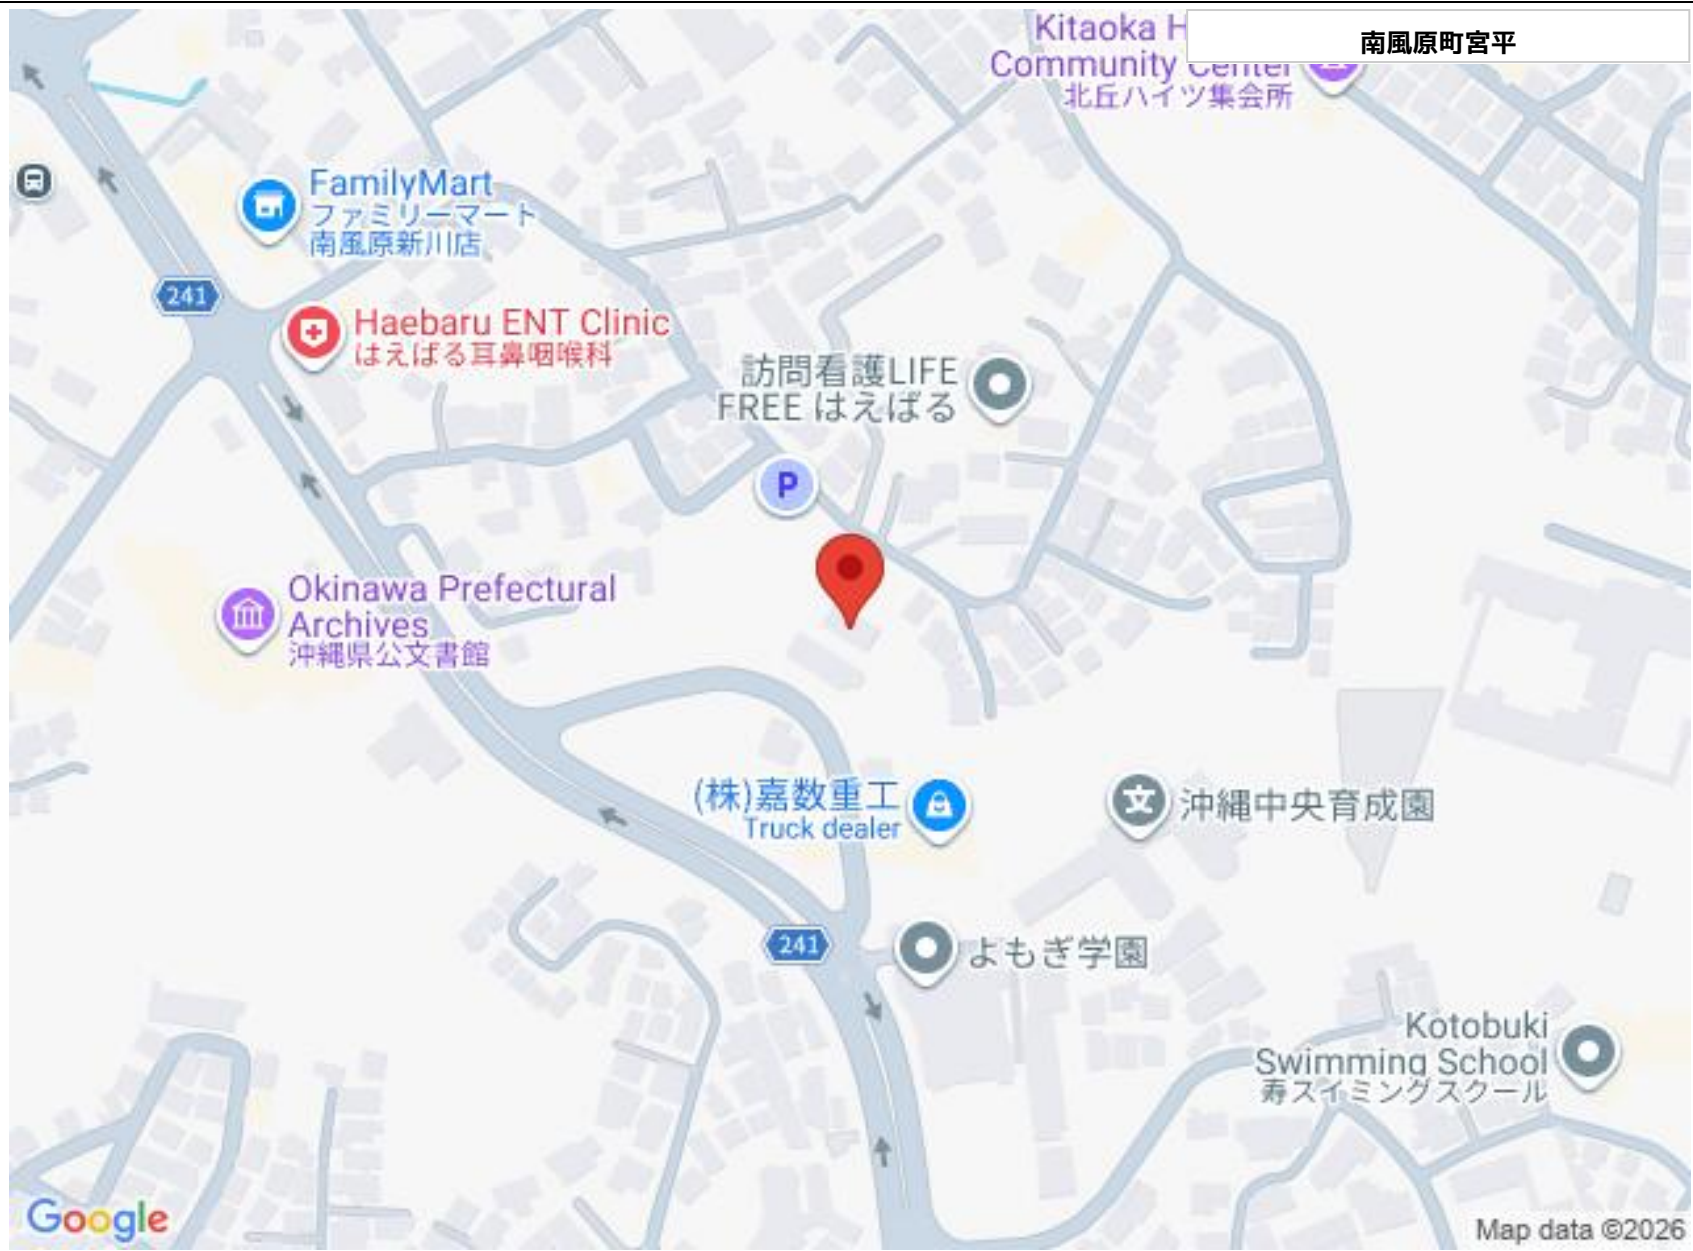 南風原町宮平
Kitaoka H
Community Center
北丘ハイツ集会所
FamilyMart
ファミリーマート
南風原新川店
241
Haebaru ENT Clinic
はえばる耳鼻咽喉科
訪問看護LIFE
FREE はえばる
P
Okinawa Prefectural
Archives
沖縄県公文書館
(株)嘉数重工
Truck dealer
文
沖縄中央育成園
241
よもぎ学園
Kotobuki
Swimming School
寿スイミングスクール
Google
Map data ©2026